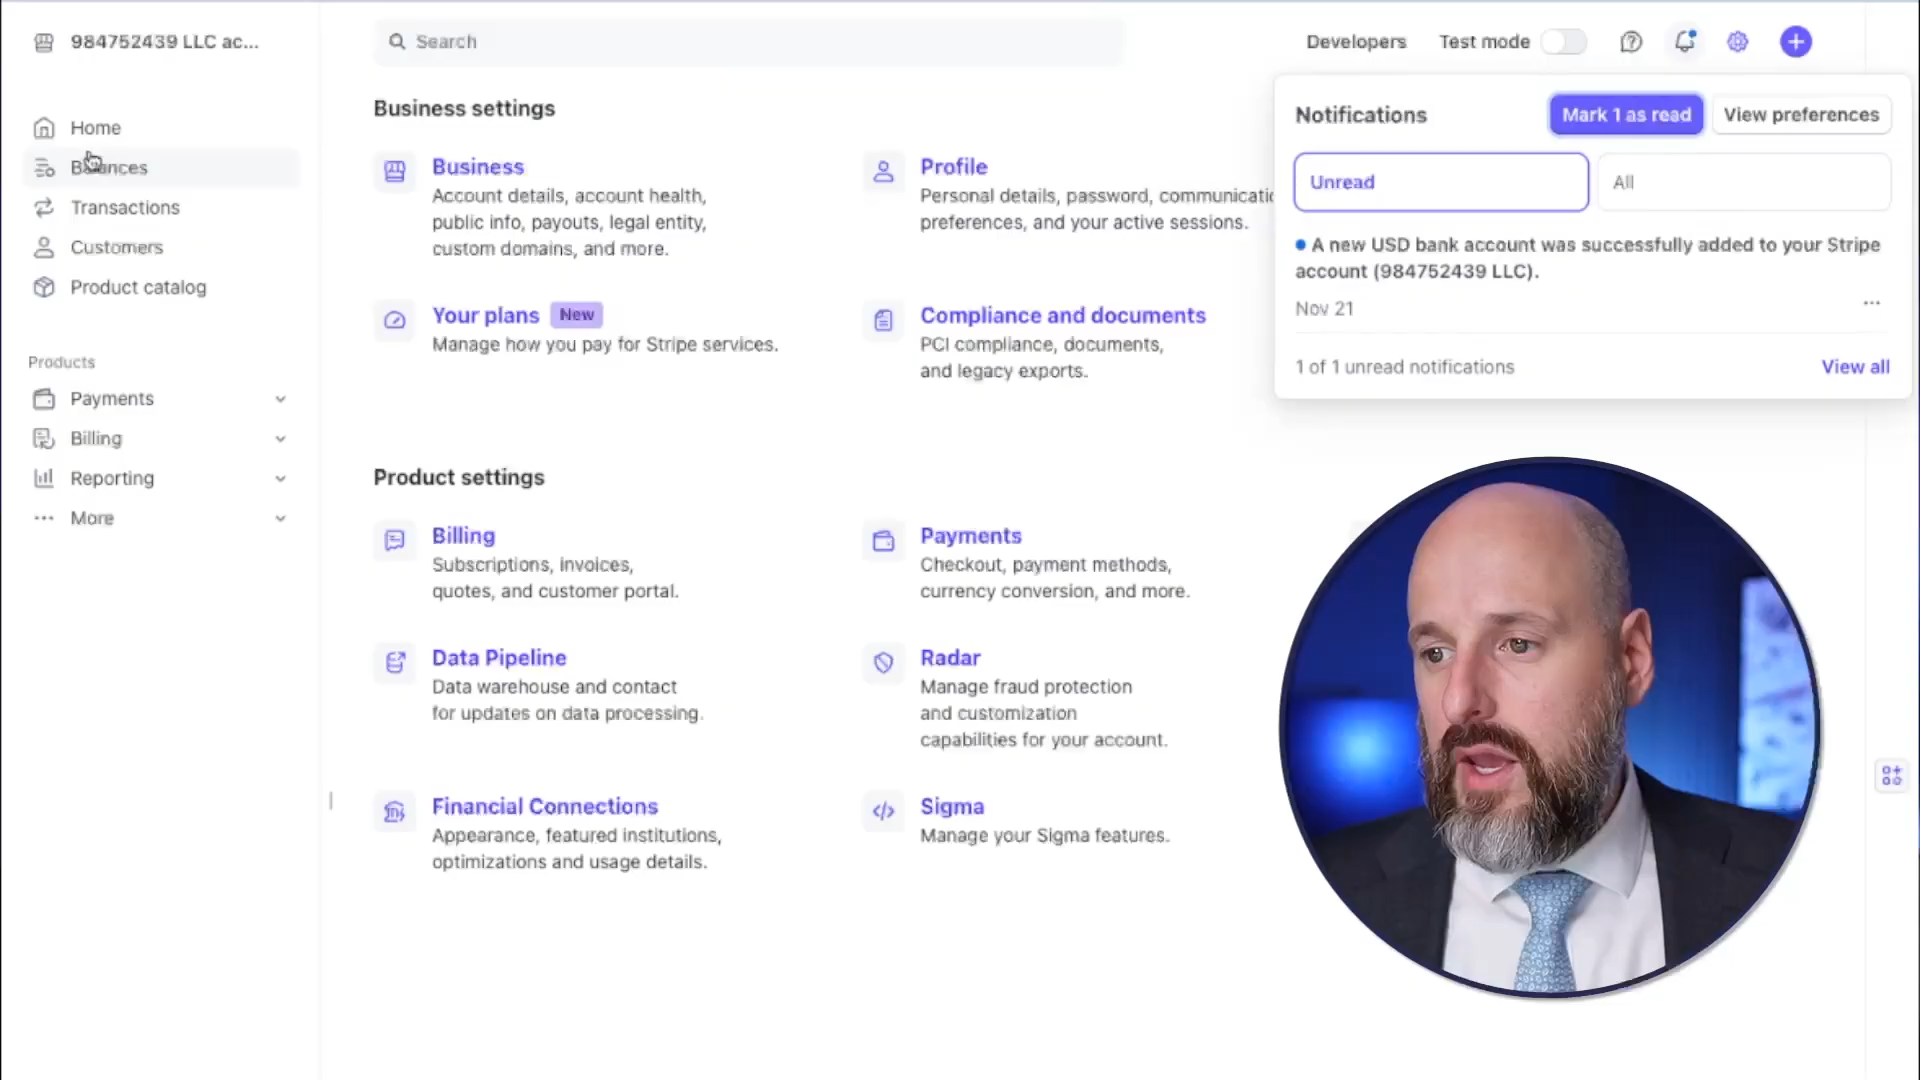 984752439 LLC ac...
Search
Developers
Test mode
Home
Balances
Transactions
Customers
Product catalog
Products
Payments
Billing
Reporting
More
Business settings
Business
Account details, account health,
public info, payouts, legal entity,
custom domains, and more.
Profile
Personal details, password, communicatio
preferences, and your active sessions.
Your plans New
Manage how you pay for Stripe services.
Compliance and documents
PCI compliance, documents,
and legacy exports.
Product settings
Billing
Subscriptions, invoices,
quotes, and customer portal.
Payments
Checkout, payment methods,
currency conversion, and more.
Data Pipeline
Data warehouse and contact
for updates on data processing.
Radar
Manage fraud protection
and customization
capabilities for your account.
Financial Connections
Appearance, featured institutions,
optimizations and usage details.
Sigma
Manage your Sigma features.
Notifications
Mark 1 as read
View preferences
Unread
All
A new USD bank account was successfully added to your Stripe
account (984752439 LLC).
Nov 21
1 of 1 unread notifications
View all